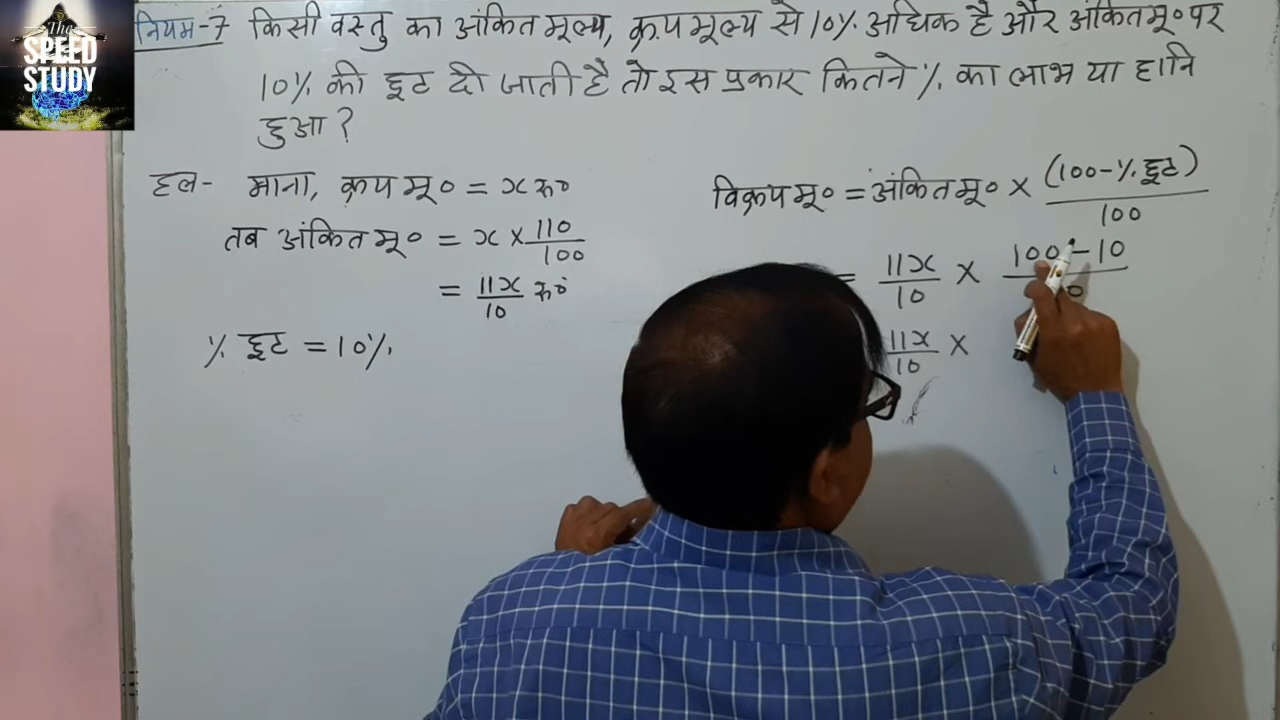 The
SPEED
STUDY
नियम-7 किसी वस्तु का अंकित मूल्य, क्रय मूल्य से 10% अधिक है और अंकित मू० पर
10% की छूट दी जाती है तो इस प्रकार कितने % का लाभ या हानि
हुआ ?
हल- माना, क्रय मू० = x रु०
तब अंकित मू० = x × 110/100
= 11x/10 रु०
% छूट = 10%
विक्रय मू० = अंकित मू० × (100-% छूट)/100
= 11x/10 × 100-10
11x/10 ×